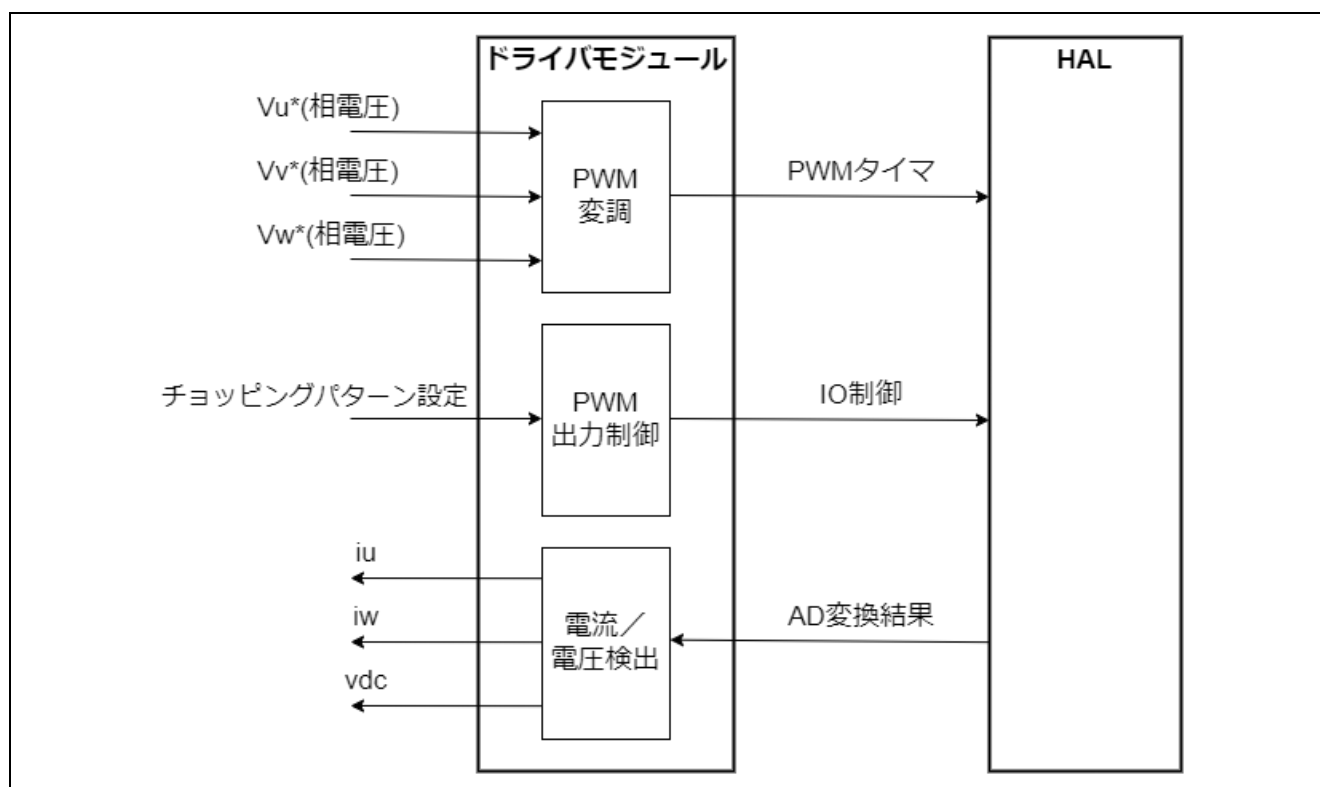 ドライバモジュール
HAL
Vu*(相電圧)
Vv*(相電圧)
Vw*(相電圧)
PWM
変調
PWMタイマ
チョッピングパターン設定
PWM
出力制御
IO制御
iu
iw
vdc
電流／
電圧検出
AD変換結果